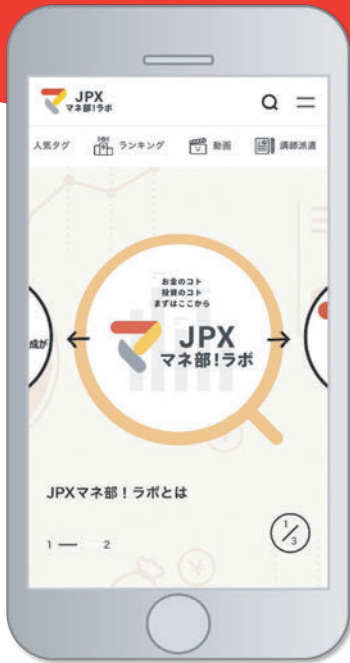 JPX
マネ部!ラボ
人気タグ
ランキング
動画
講師派遣
お金のコト
投資のコト
まずはここから
JPX
マネ部!ラボ
成が
JPXマネ部!ラボとは
1 2
1/3